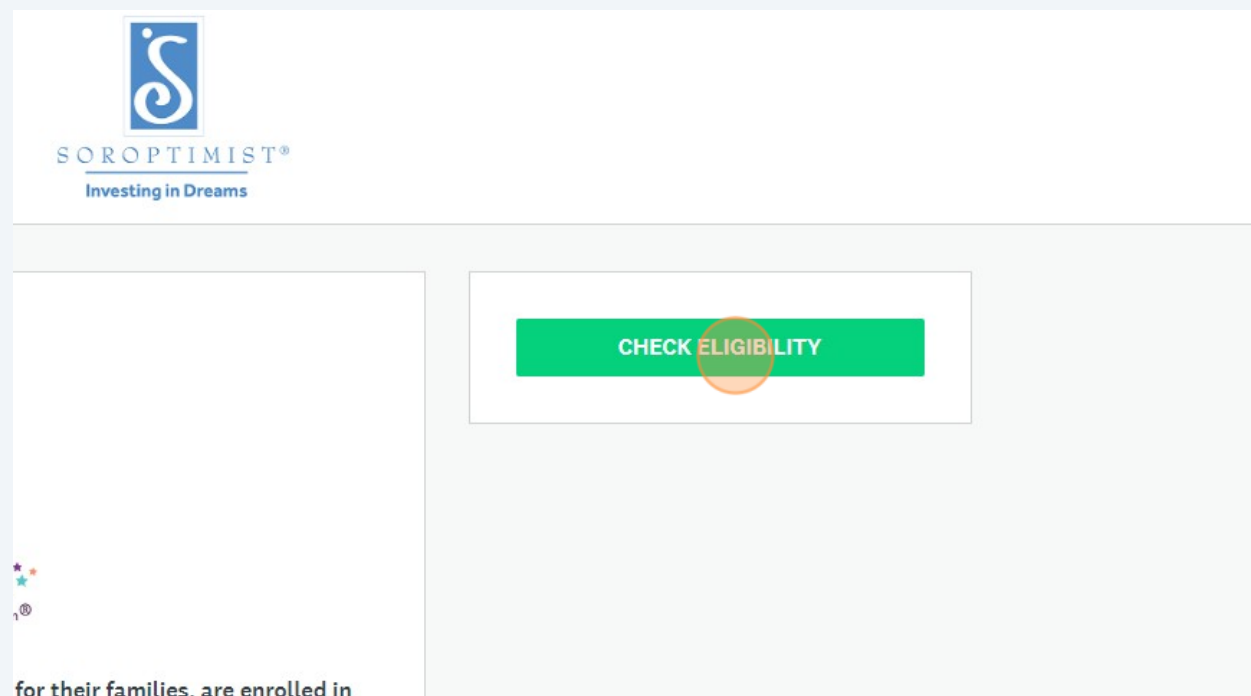 SOROPTIMIST®
Investing in Dreams
CHECK ELIGIBILITY
n®
for their families, are enrolled in